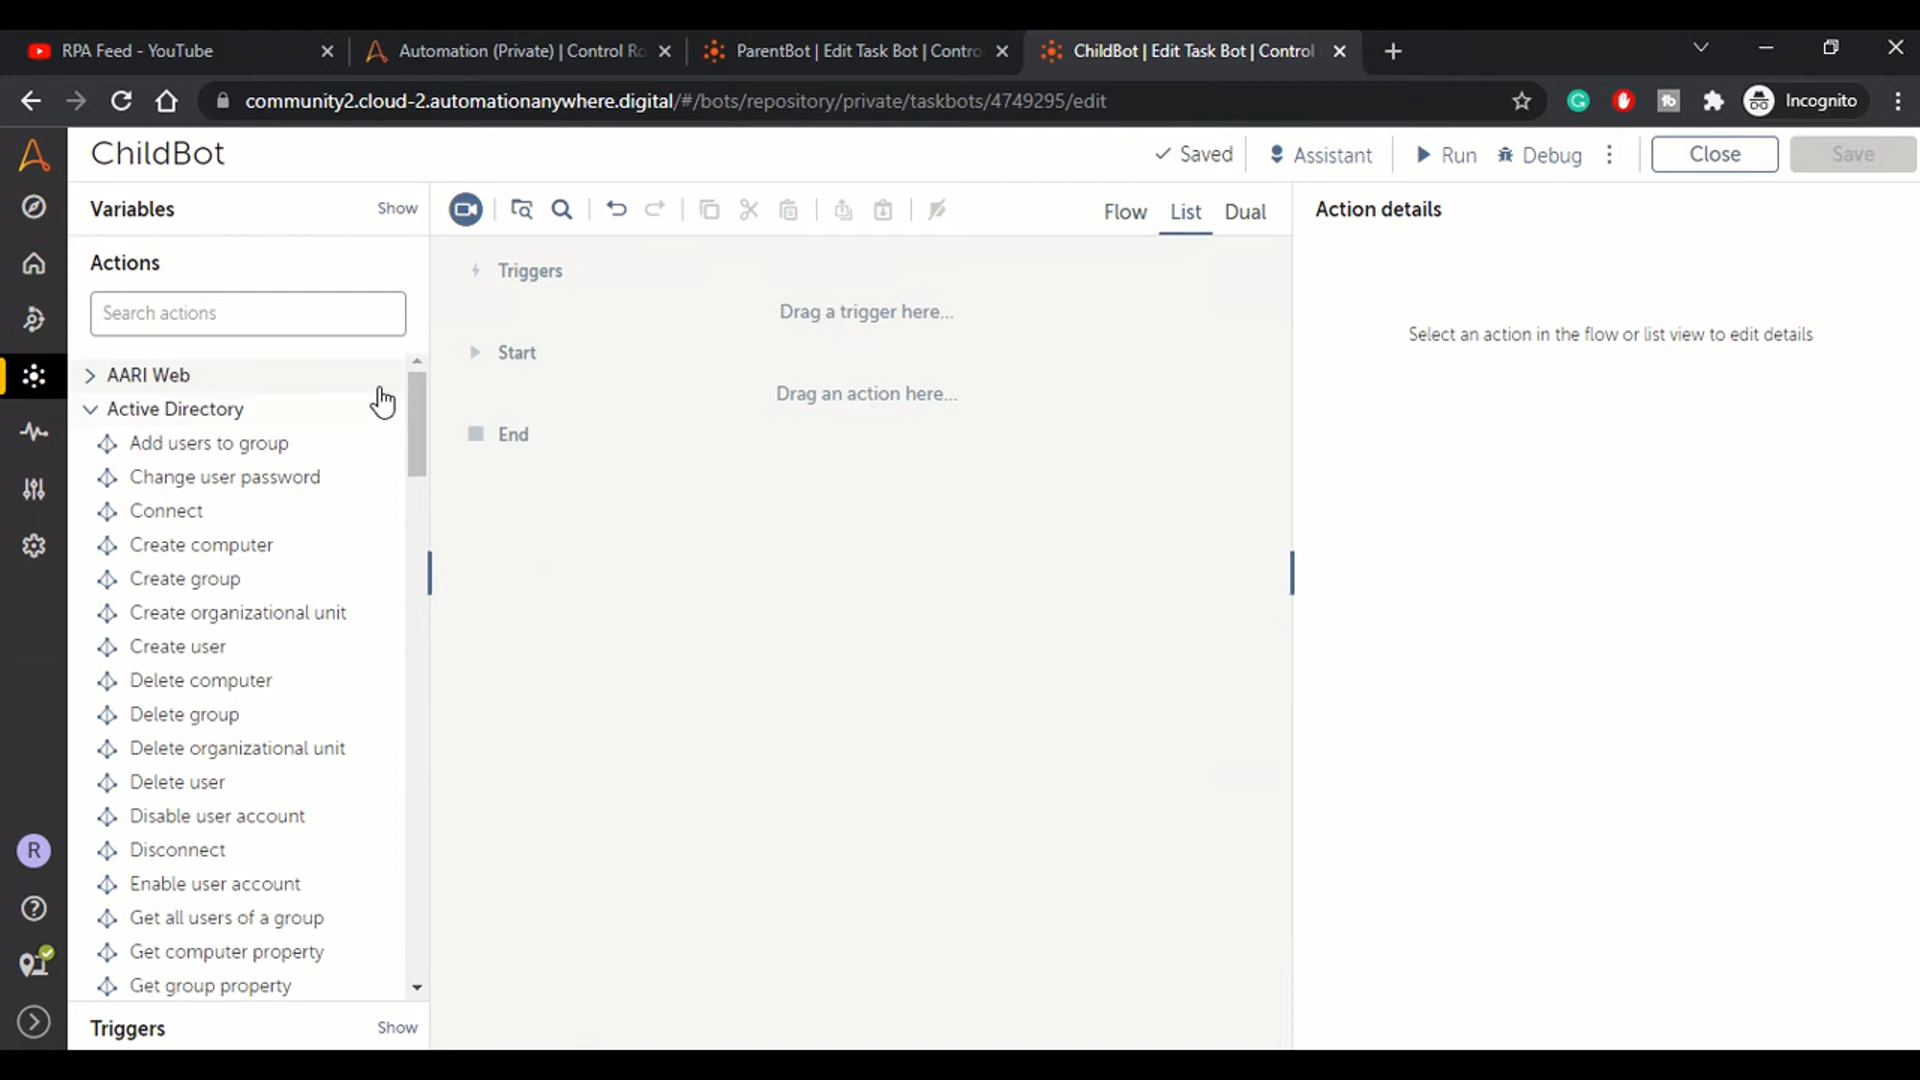 RPA Feed - YouTube
Automation (Private) | Control Ro
ParentBot | Edit Task Bot | Contro
ChildBot | Edit Task Bot | Control
community2.cloud-2.automationanywhere.digital/#/bots/repository/private/taskbots/4749295/edit
Incognito
ChildBot
Saved
Assistant
Run
Debug
Close
Save
Variables
Show
Flow
List
Dual
Action details
Actions
Search actions
Triggers
Drag a trigger here...
Start
Drag an action here...
End
Select an action in the flow or list view to edit details
AARI Web
Active Directory
Add users to group
Change user password
Connect
Create computer
Create group
Create organizational unit
Create user
Delete computer
Delete group
Delete organizational unit
Delete user
Disable user account
Disconnect
Enable user account
Get all users of a group
Get computer property
Get group property
R
Triggers
Show